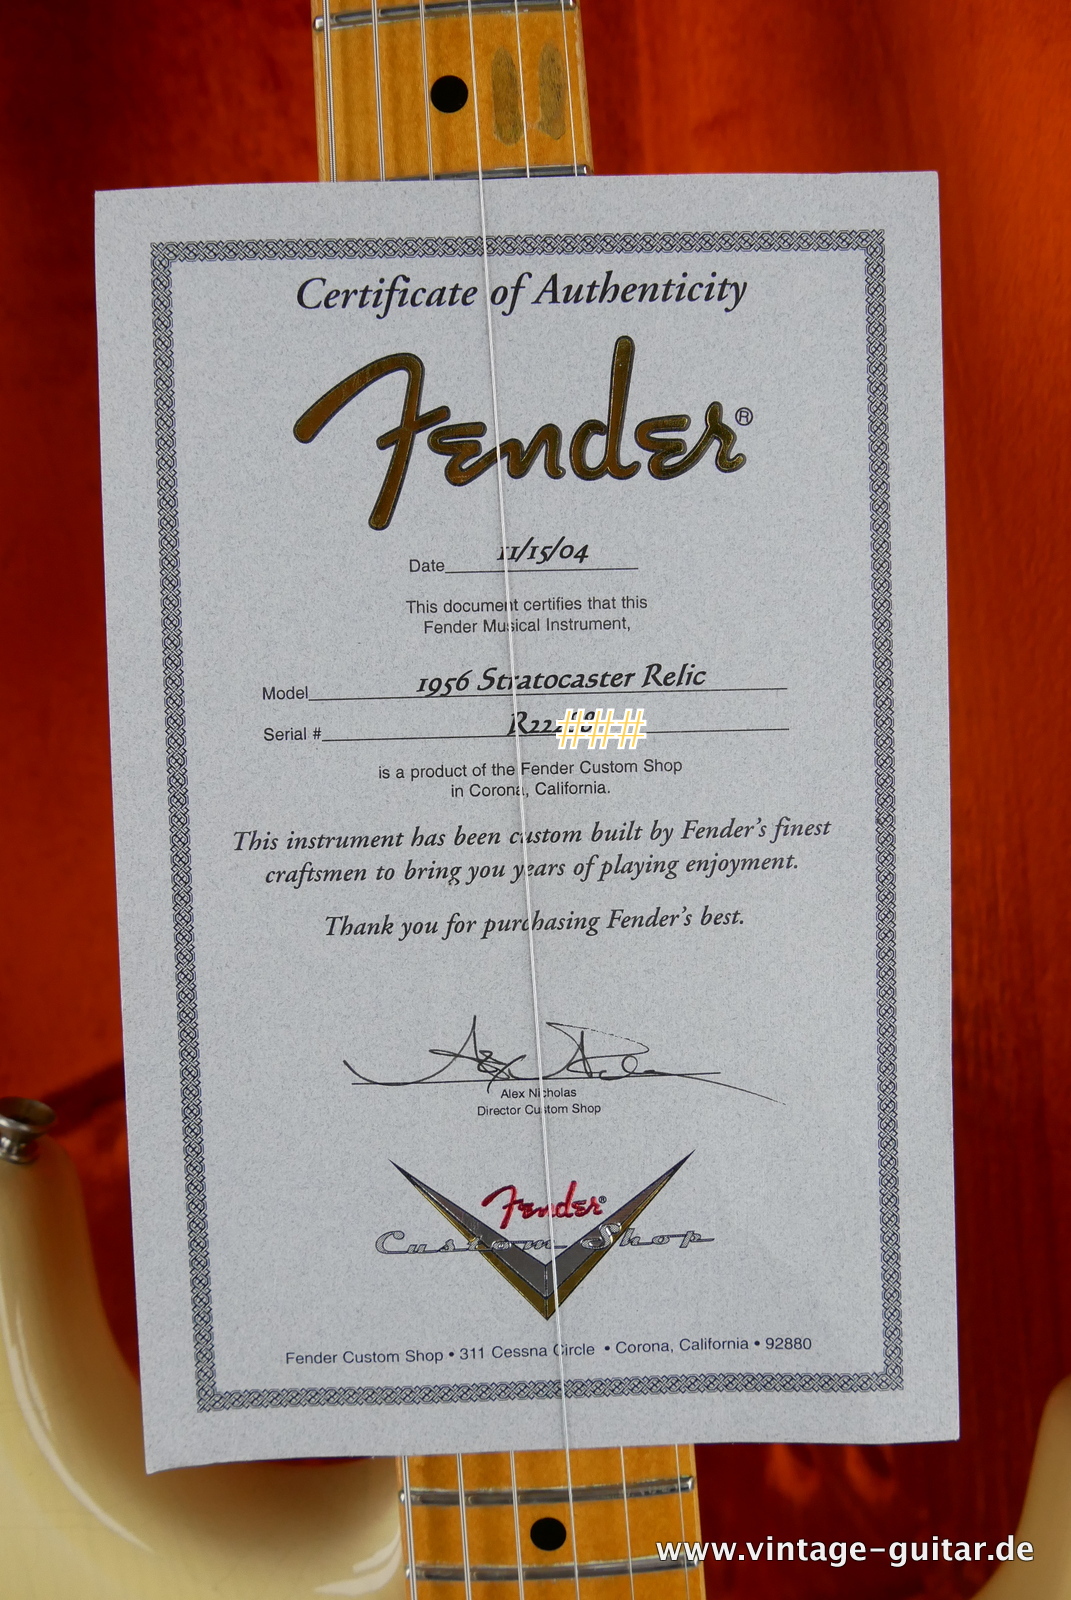 Certificate of Authenticity
Fender®
Date 11/15/04
This document certifies that this
Fender Musical Instrument,
Model 1956 Stratocaster Relic
Serial # R22###
is a product of the Fender Custom Shop
in Corona, California.
This instrument has been custom built by Fender's finest
craftsmen to bring you years of playing enjoyment.
Thank you for purchasing Fender's best.
Alex Nicholas
Director Custom Shop
Fender®
Custom Shop
Fender Custom Shop • 311 Cessna Circle • Corona, California • 92880
www.vintage-guitar.de